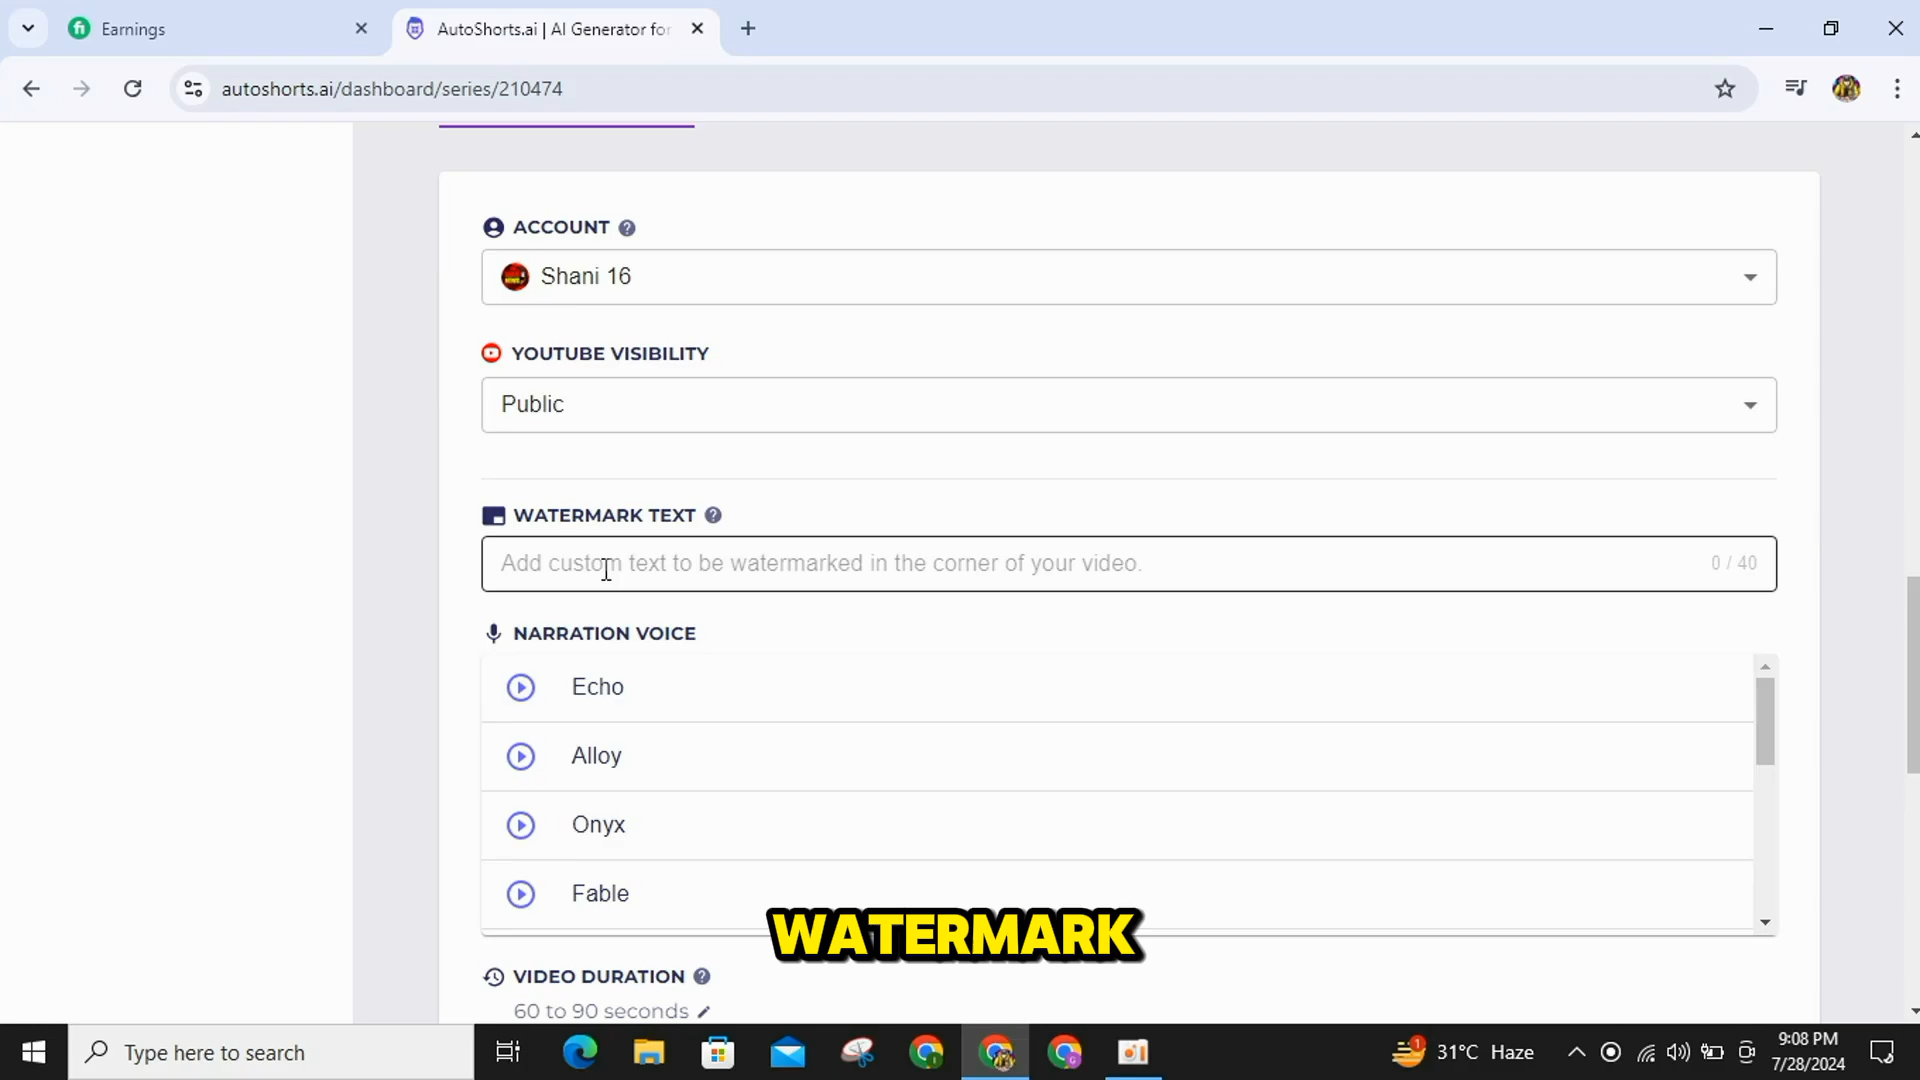 Earnings
AutoShorts.ai | AI Generator for
autoshorts.ai/dashboard/series/210474
ACCOUNT ?
Shani 16
YOUTUBE VISIBILITY
Public
WATERMARK TEXT ?
Add custom text to be watermarked in the corner of your video.
0 / 40
NARRATION VOICE
Echo
Alloy
Onyx
Fable
WATERMARK
VIDEO DURATION ?
60 to 90 seconds
Type here to search
1
31°C Haze
9:08 PM
7/28/2024